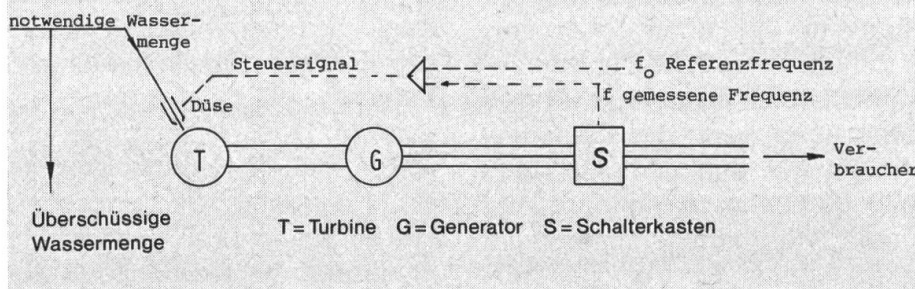 notwendige Wasser-
menge
Steuersignal
f₀ Referenzfrequenz
f gemessene Frequenz
Düse
T
G
S
Ver-
braucher
Überschüssige
Wassermenge
T = Turbine G = Generator S = Schalterkasten